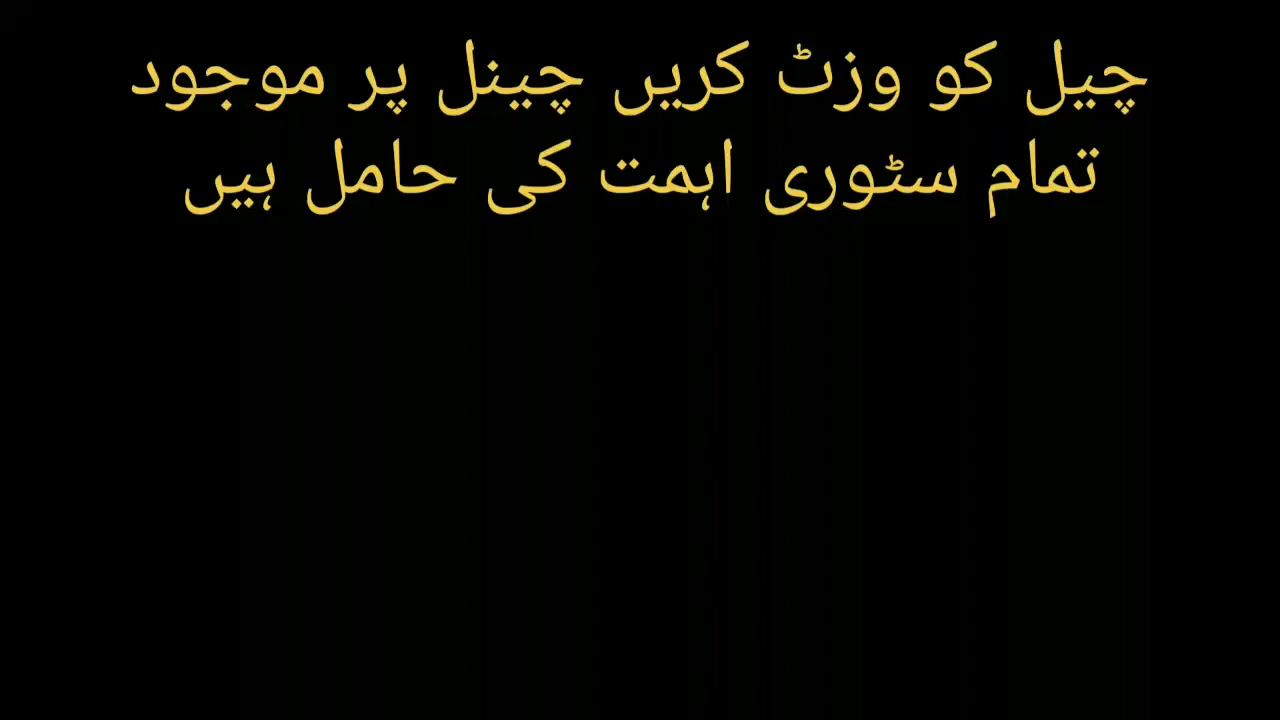 چیل کو وزٹ کریں چینل پر موجود
تمام سٹوری اہمت کی حامل ہیں